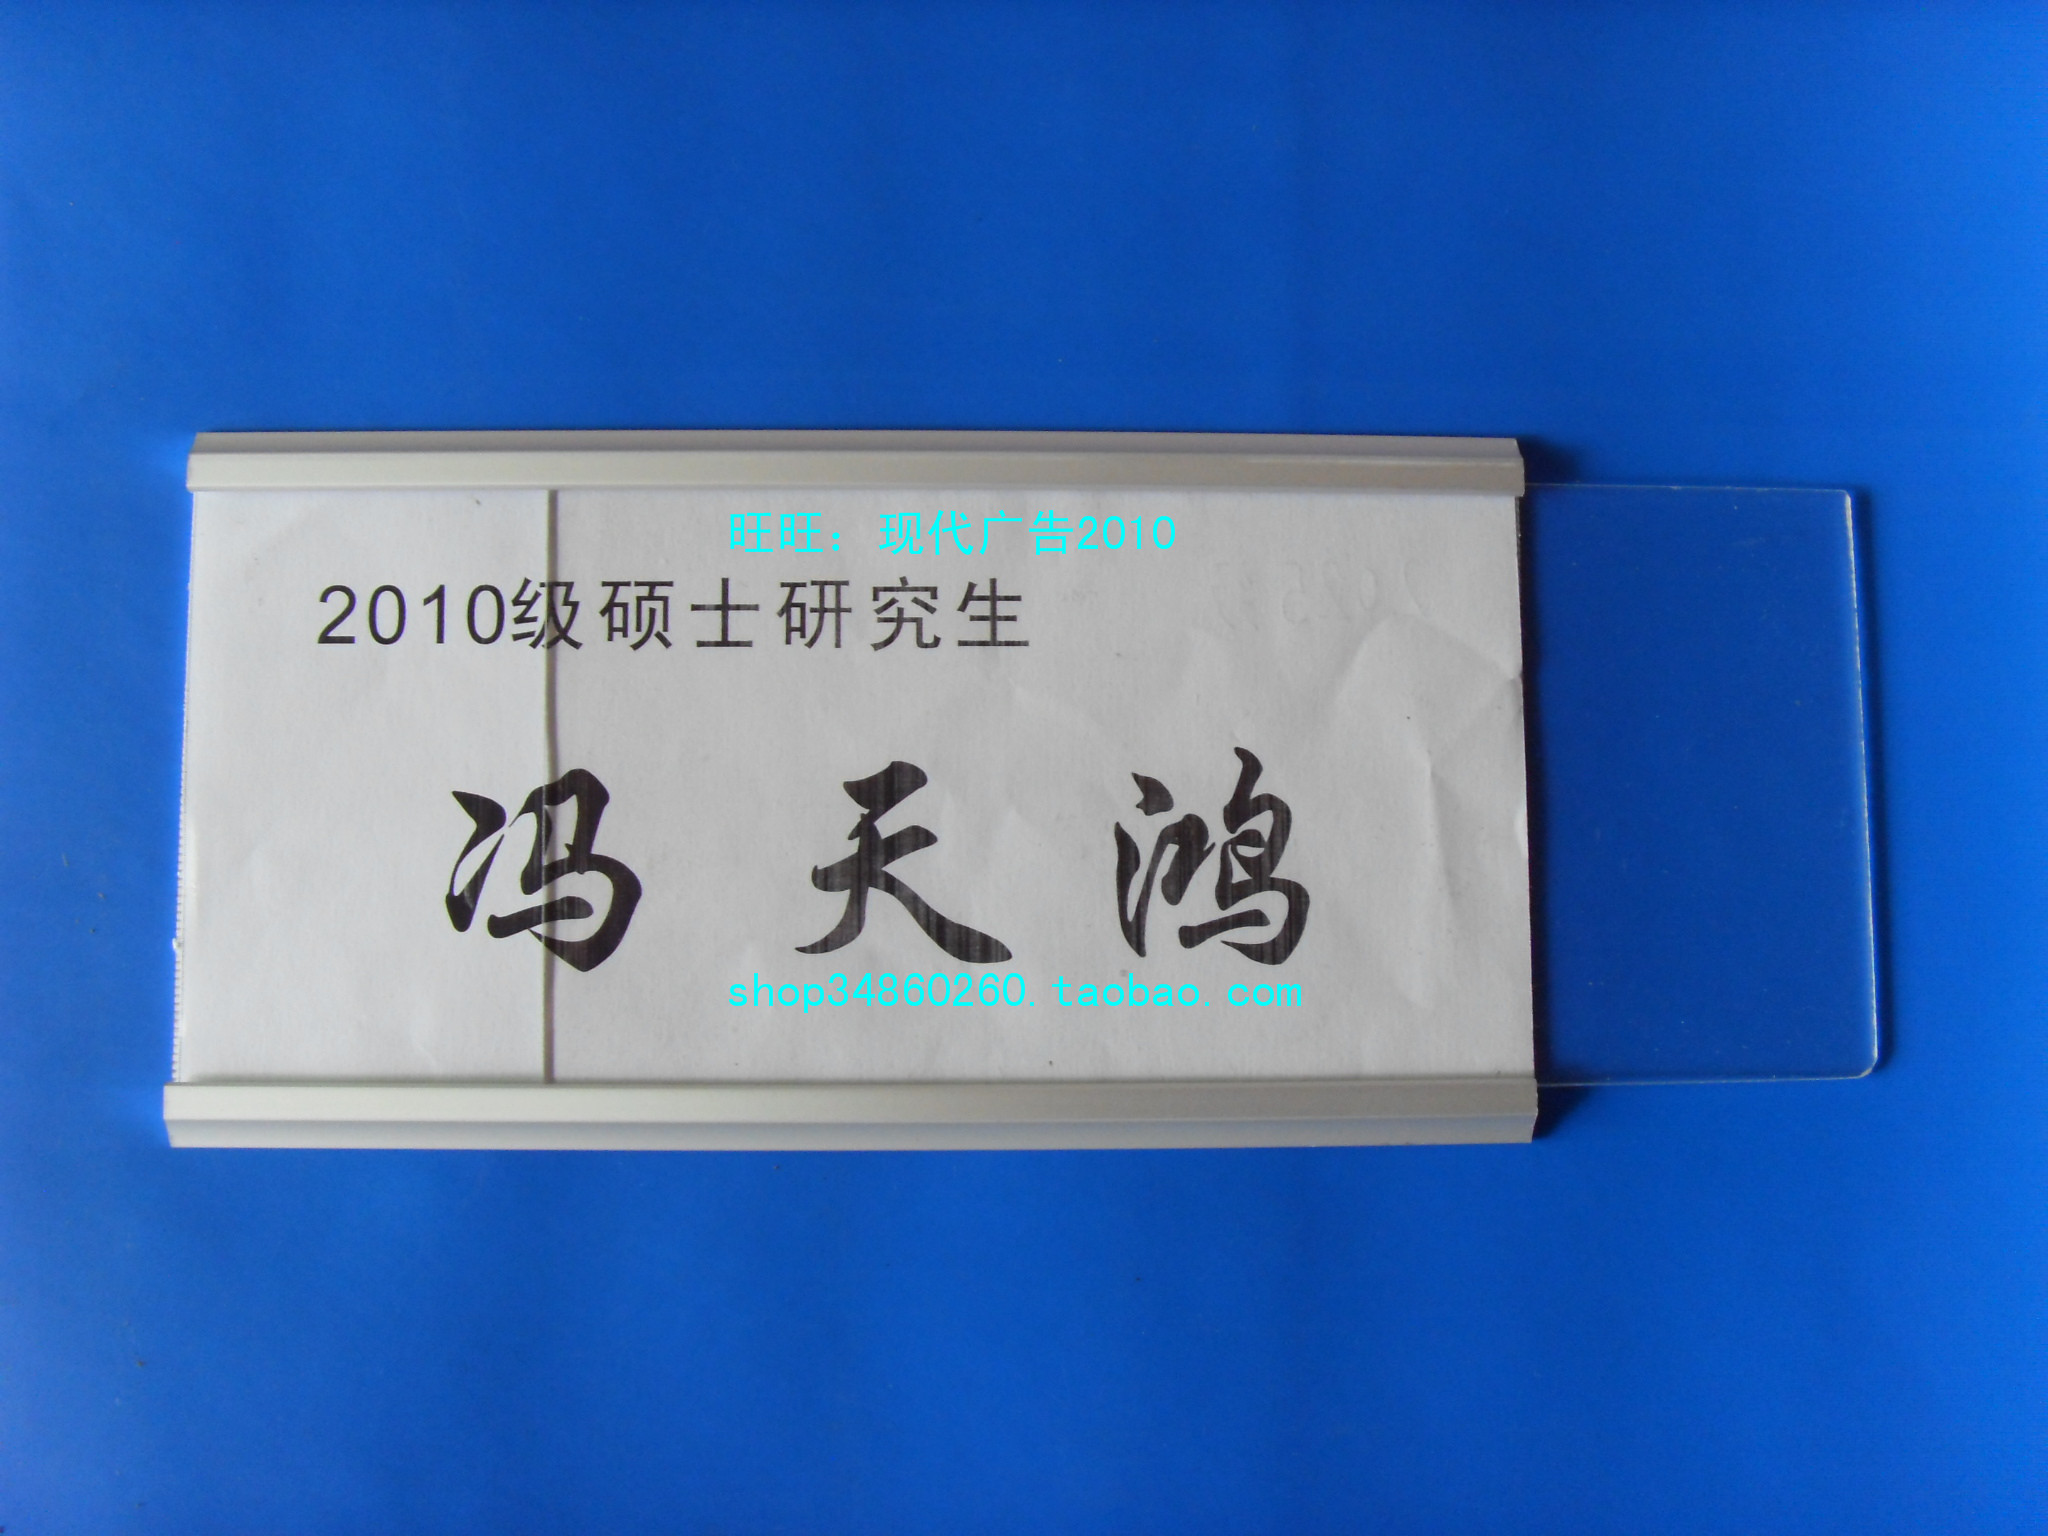 旺旺：现代广告2010
2010级硕士研究生
冯天鸿
shop34860260.taobao.com